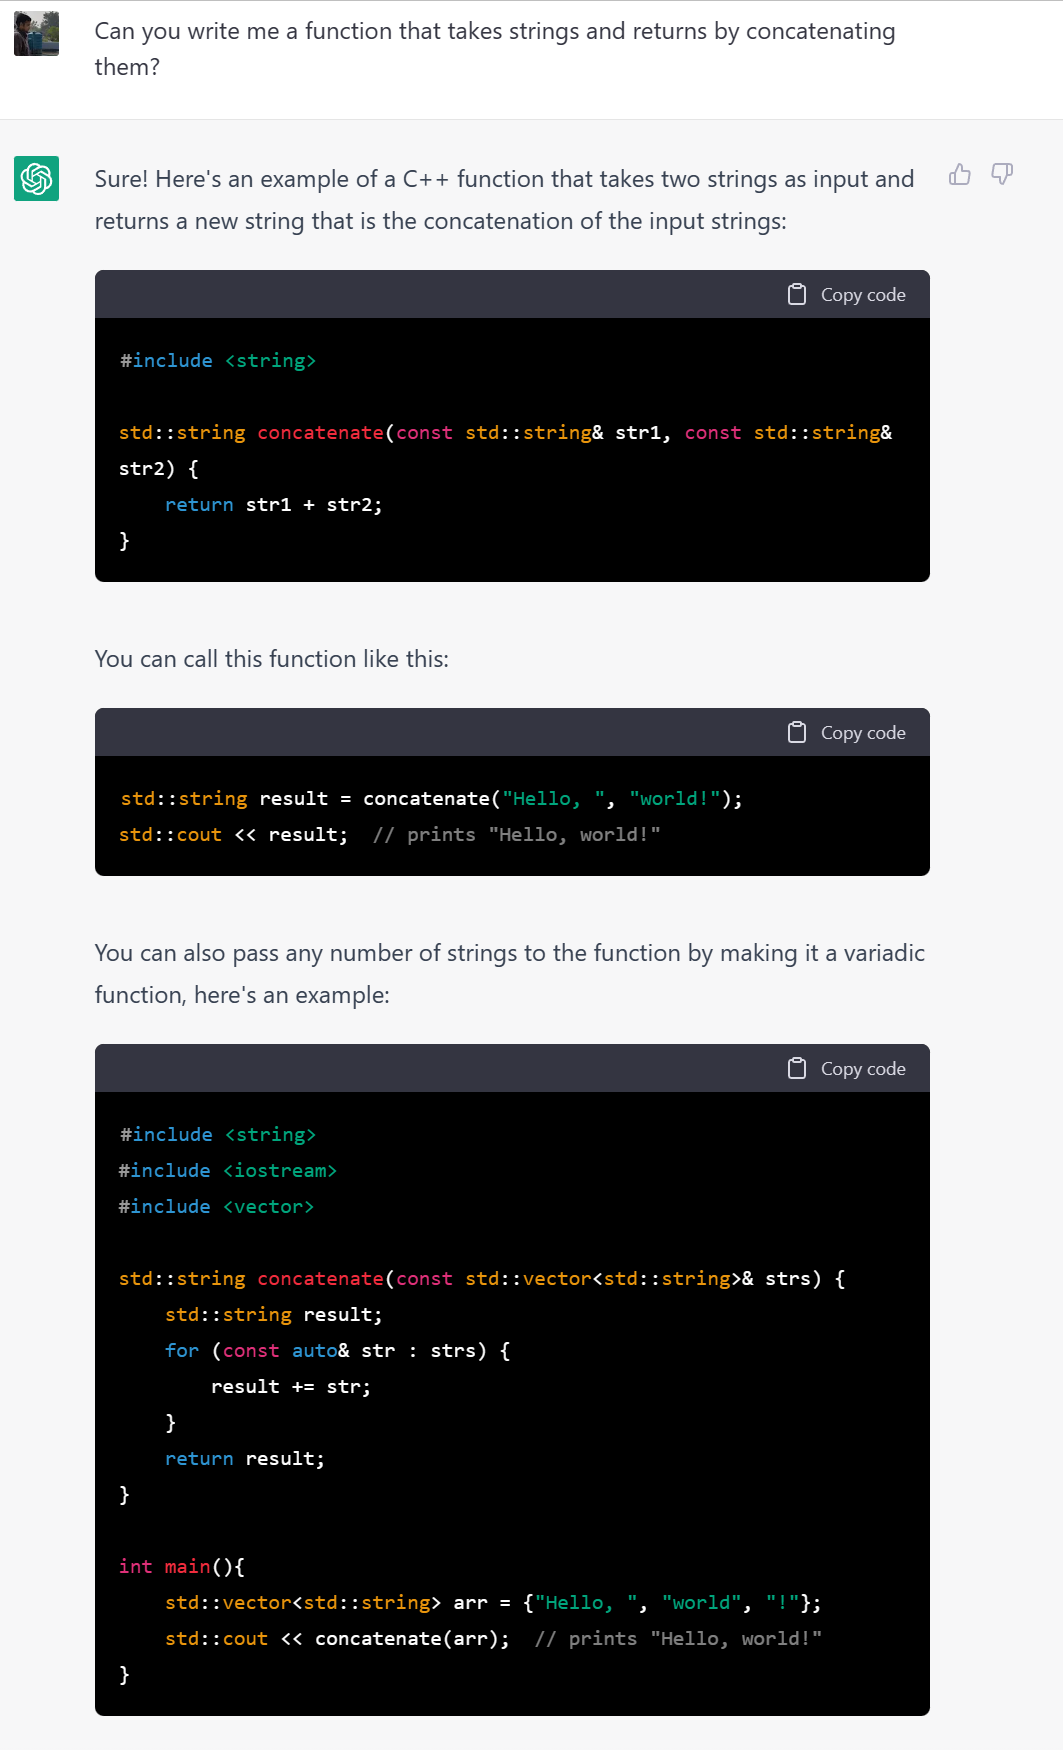 Can you write me a function that takes strings and returns by concatenating
them?
Sure! Here's an example of a C++ function that takes two strings as input and
returns a new string that is the concatenation of the input strings:
Copy code
#include <string>
std::string concatenate(const std::string& str1, const std::string&
str2) {
    return str1 + str2;
}
You can call this function like this:
Copy code
std::string result = concatenate("Hello, ", "world!");
std::cout << result;  // prints "Hello, world!"
You can also pass any number of strings to the function by making it a variadic
function, here's an example:
Copy code
#include <string>
#include <iostream>
#include <vector>
std::string concatenate(const std::vector<std::string>& strs) {
    std::string result;
    for (const auto& str : strs) {
        result += str;
    }
    return result;
}
int main(){
    std::vector<std::string> arr = {"Hello, ", "world", "!"};
    std::cout << concatenate(arr);  // prints "Hello, world!"
}